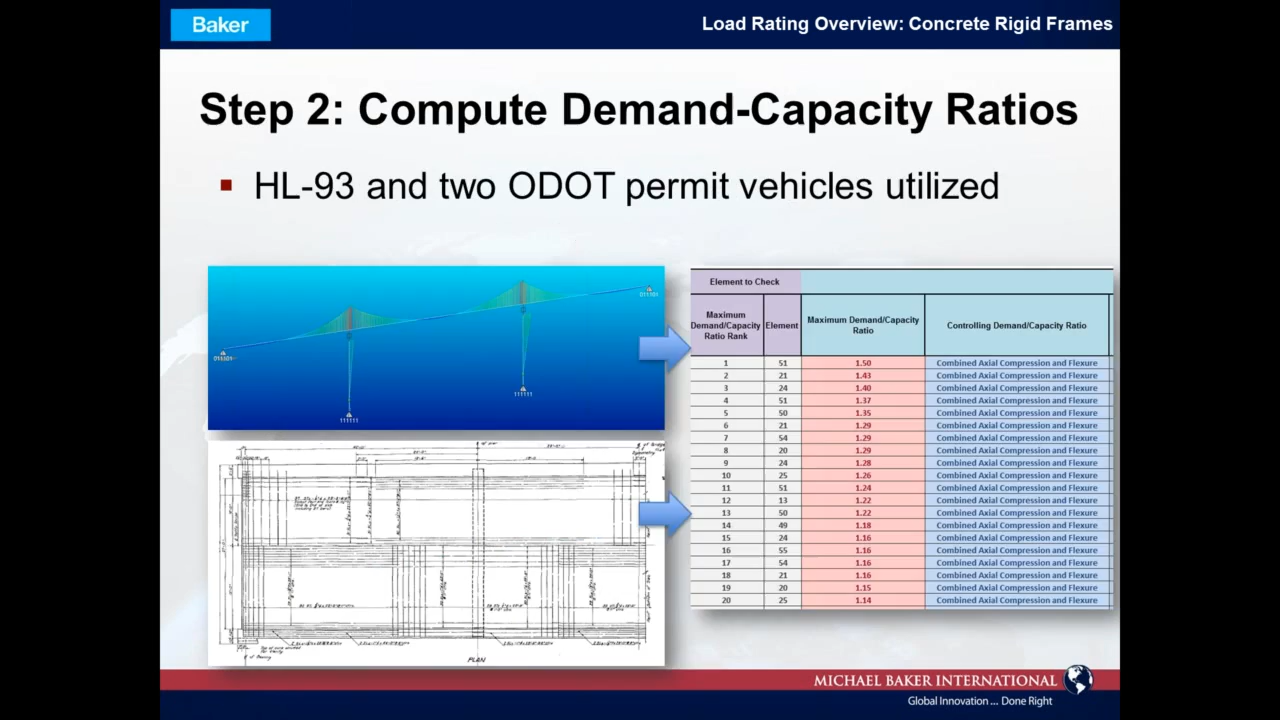 Baker
Load Rating Overview: Concrete Rigid Frames
Step 2: Compute Demand-Capacity Ratios
HL-93 and two ODOT permit vehicles utilized
011101
011101
111111
111111
PLAN
Element to Check
Maximum Demand/Capacity Ratio Rank Element Maximum Demand/Capacity Ratio Controlling Demand/Capacity Ratio
1 51 1.50 Combined Axial Compression and Flexure
2 21 1.43 Combined Axial Compression and Flexure
3 24 1.40 Combined Axial Compression and Flexure
4 51 1.37 Combined Axial Compression and Flexure
5 50 1.35 Combined Axial Compression and Flexure
6 21 1.29 Combined Axial Compression and Flexure
7 54 1.29 Combined Axial Compression and Flexure
8 20 1.29 Combined Axial Compression and Flexure
9 24 1.28 Combined Axial Compression and Flexure
10 25 1.26 Combined Axial Compression and Flexure
11 51 1.24 Combined Axial Compression and Flexure
12 13 1.22 Combined Axial Compression and Flexure
13 50 1.22 Combined Axial Compression and Flexure
14 49 1.18 Combined Axial Compression and Flexure
15 24 1.16 Combined Axial Compression and Flexure
16 55 1.16 Combined Axial Compression and Flexure
17 54 1.16 Combined Axial Compression and Flexure
18 21 1.16 Combined Axial Compression and Flexure
19 20 1.15 Combined Axial Compression and Flexure
20 25 1.14 Combined Axial Compression and Flexure
MICHAEL BAKER INTERNATIONAL
Global Innovation ... Done Right